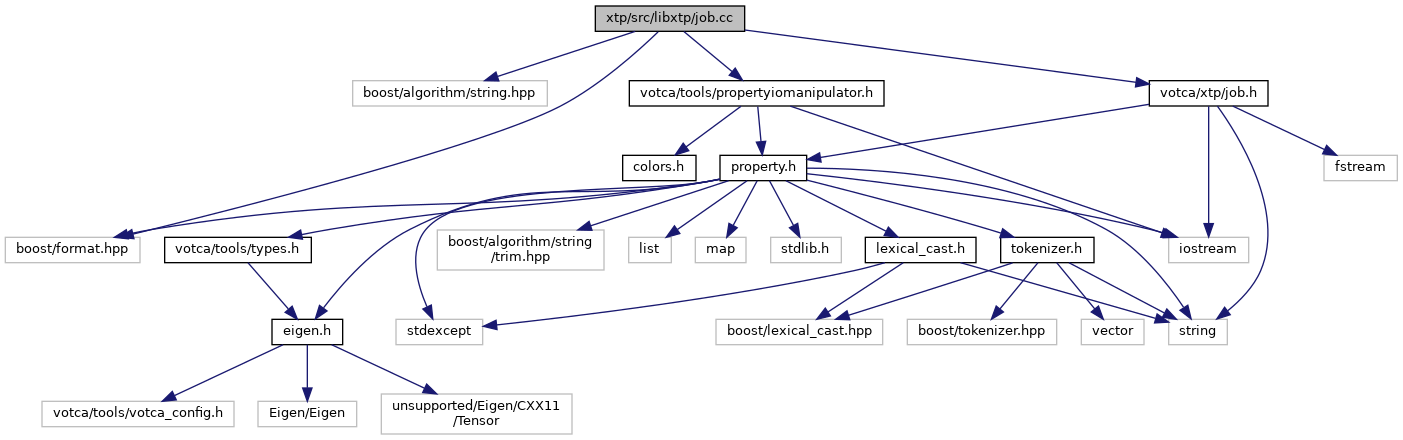 xtp/src/libxtp/job.cc
boost/algorithm/string.hpp
votca/tools/propertyiomanipulator.h
votca/xtp/job.h
colors.h
property.h
fstream
boost/format.hpp
votca/tools/types.h
boost/algorithm/string
/trim.hpp
list
map
stdlib.h
lexical_cast.h
tokenizer.h
iostream
eigen.h
stdexcept
boost/lexical_cast.hpp
boost/tokenizer.hpp
vector
string
votca/tools/votca_config.h
Eigen/Eigen
unsupported/Eigen/CXX11
/Tensor